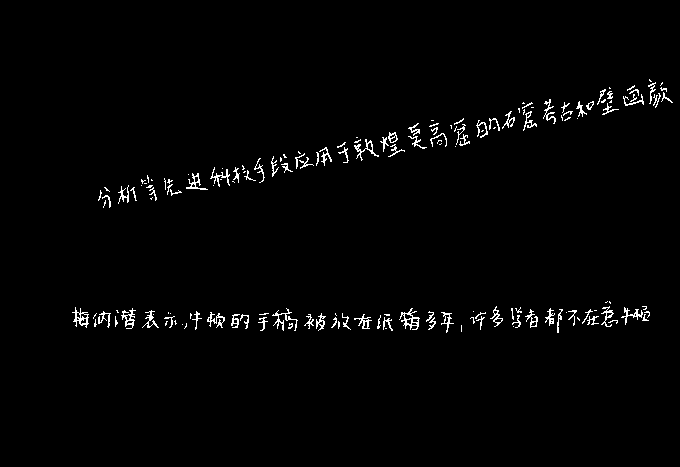 分析等先进科技手段应用于敦煌莫高窟的石窟考古和壁画颜
梅纳潜表示,牛顿的手稿被放在纸箱多年,许多学者都不在意牛顿